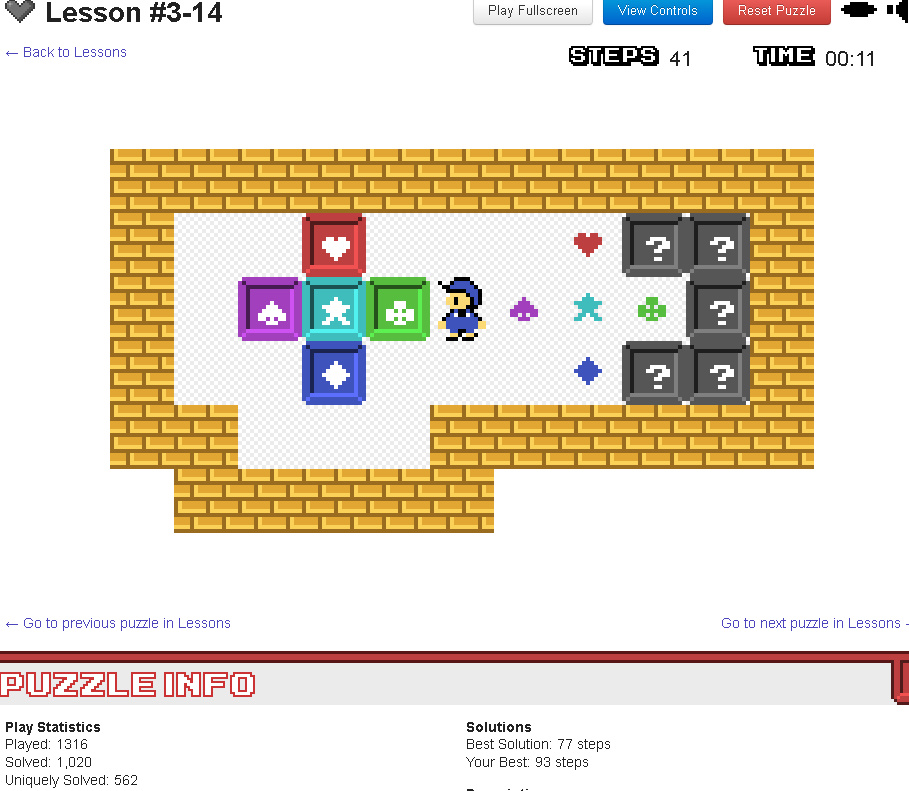 Lesson #3-14
Play Fullscreen
View Controls
Reset Puzzle
← Back to Lessons
STEPS 41
TIME 00:11
?
?
?
?
?
← Go to previous puzzle in Lessons
Go to next puzzle in Lessons
PUZZLE INFO
Play Statistics
Played: 1316
Solved: 1,020
Uniquely Solved: 562
Solutions
Best Solution: 77 steps
Your Best: 93 steps